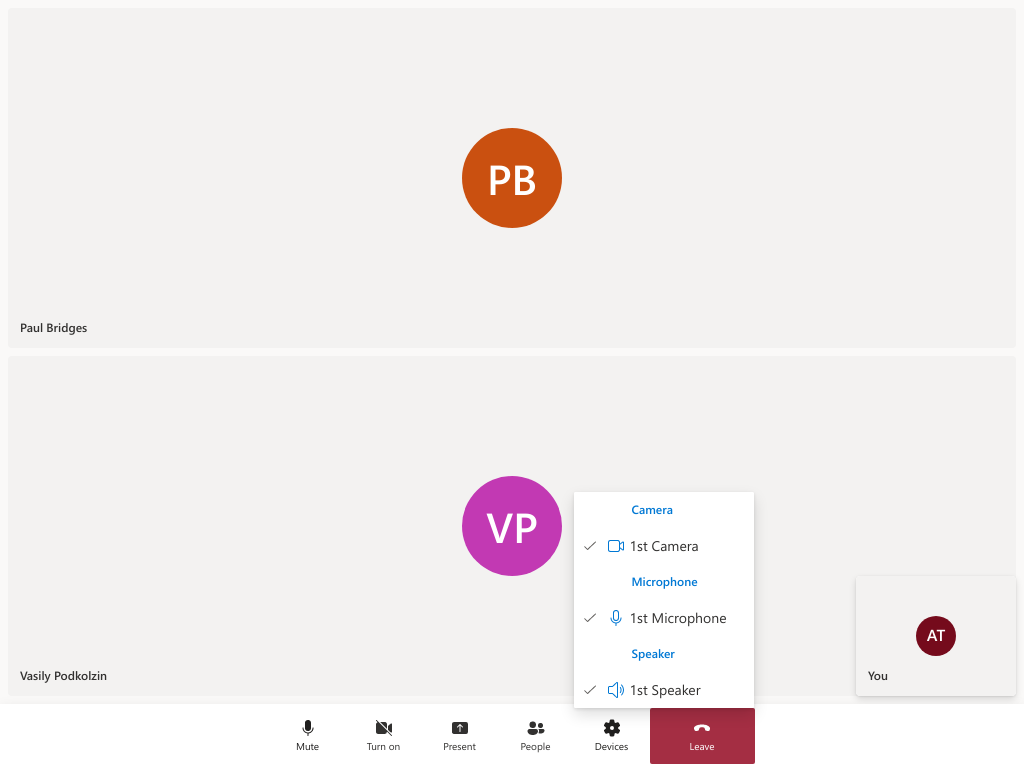 PB
Paul Bridges
VP
Camera
1st Camera
Microphone
1st Microphone
Speaker
1st Speaker
Vasily Podkolzin
AT
You
Mute
Turn on
Present
People
Devices
Leave